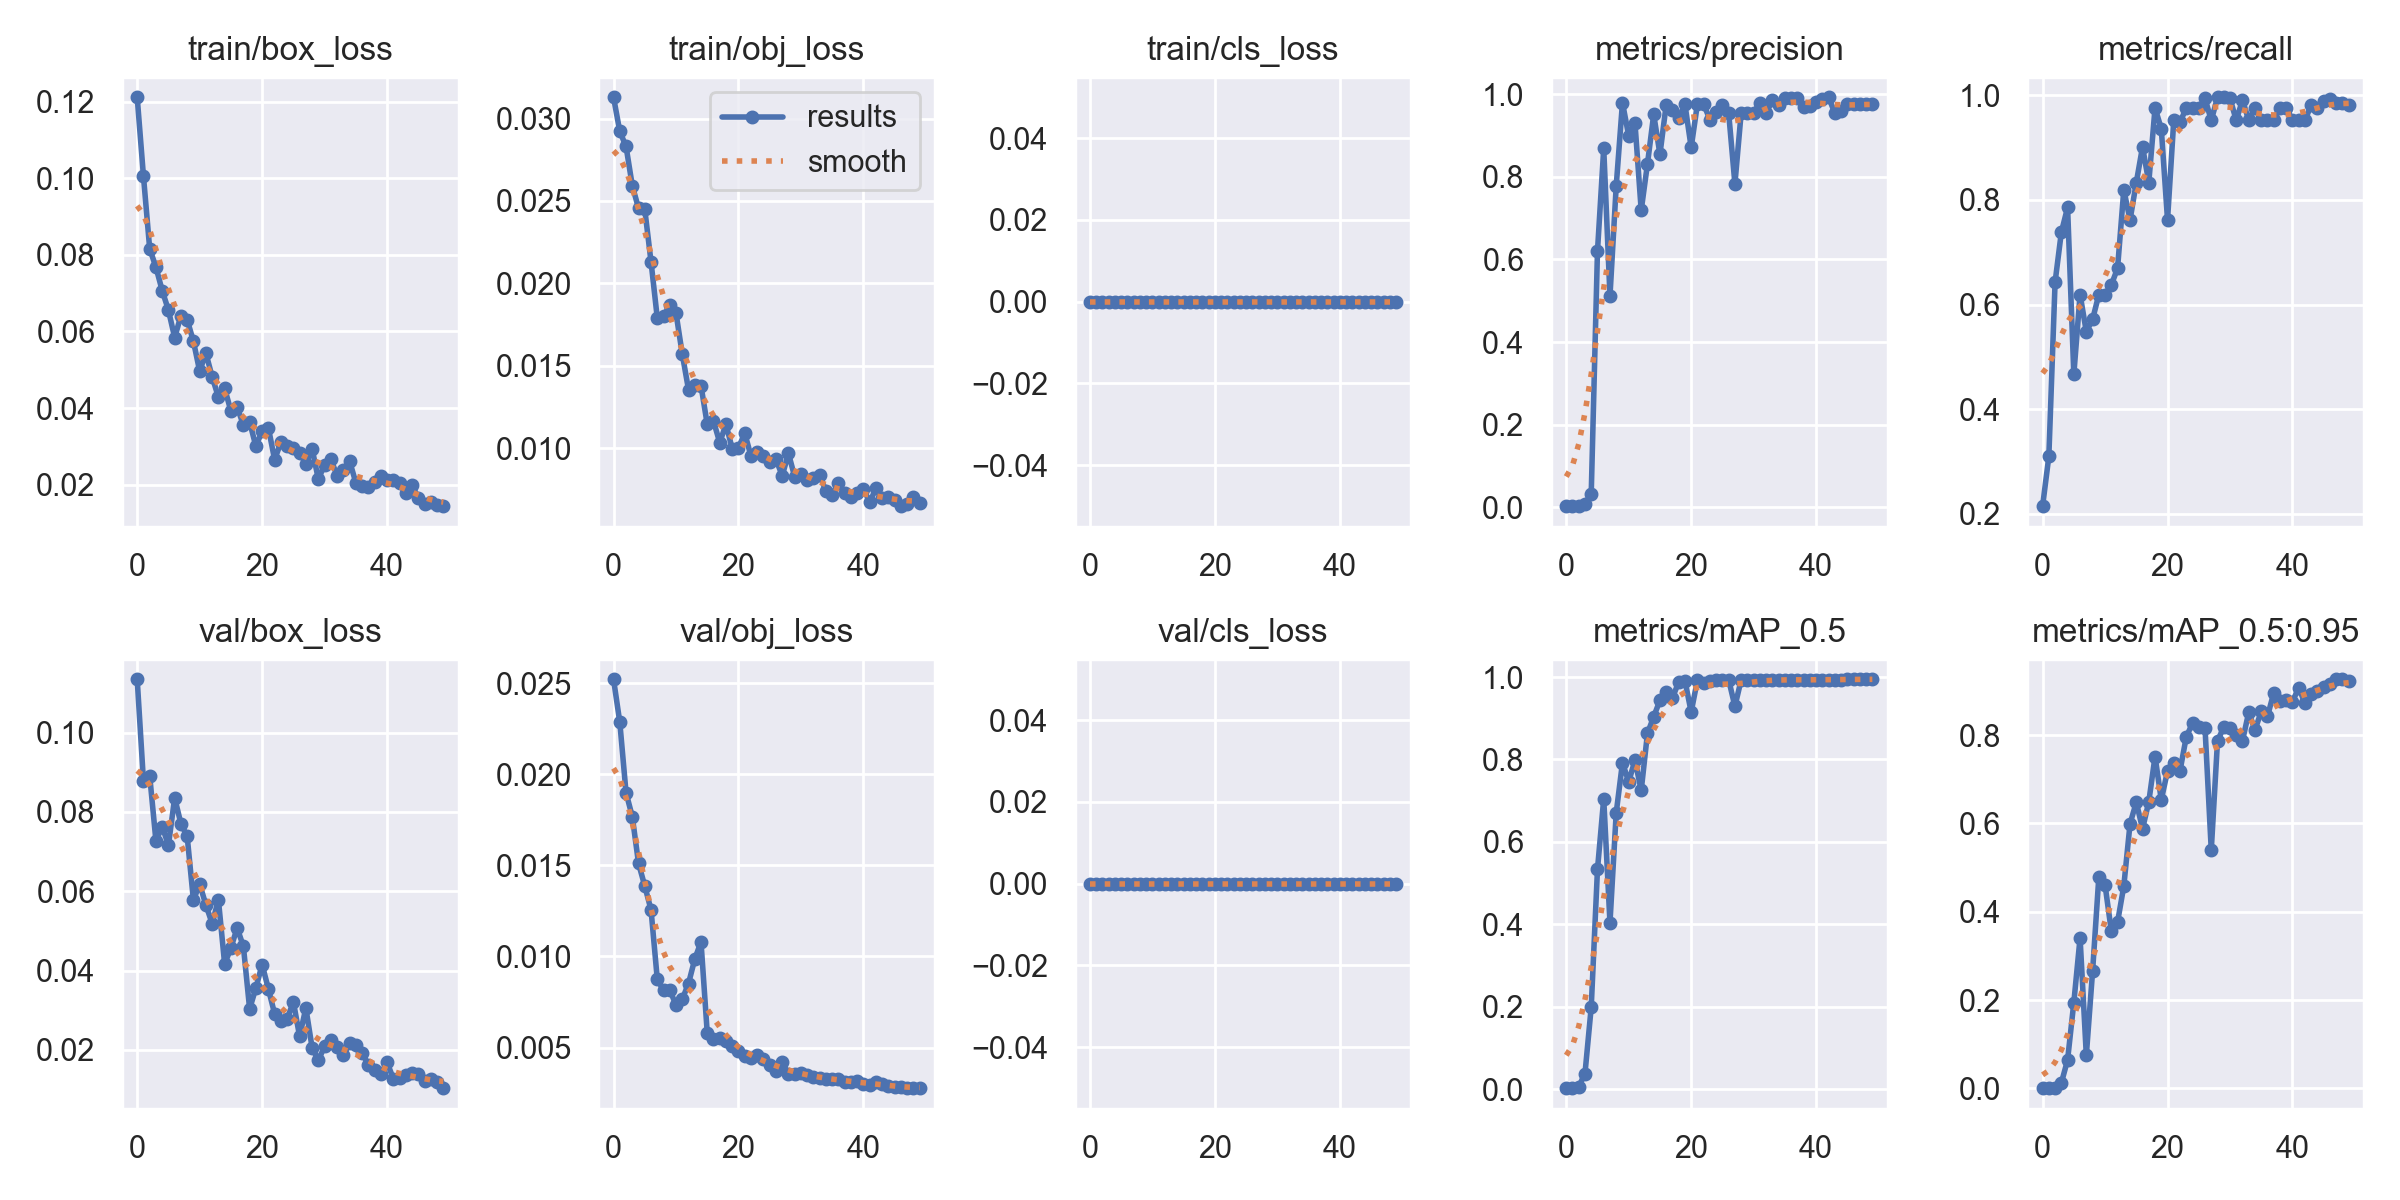 train/box_loss
0.12
0.10
0.08
0.06
0.04
0.02
0 20 40
train/obj_loss
results
smooth
0.030
0.025
0.020
0.015
0.010
0 20 40
train/cls_loss
0.04
0.02
0.00
−0.02
−0.04
0 20 40
metrics/precision
1.0
0.8
0.6
0.4
0.2
0.0
0 20 40
metrics/recall
1.0
0.8
0.6
0.4
0.2
0 20 40
val/box_loss
0.10
0.08
0.06
0.04
0.02
0 20 40
val/obj_loss
0.025
0.020
0.015
0.010
0.005
0 20 40
val/cls_loss
0.04
0.02
0.00
−0.02
−0.04
0 20 40
metrics/mAP_0.5
1.0
0.8
0.6
0.4
0.2
0.0
0 20 40
metrics/mAP_0.5:0.95
0.8
0.6
0.4
0.2
0.0
0 20 40